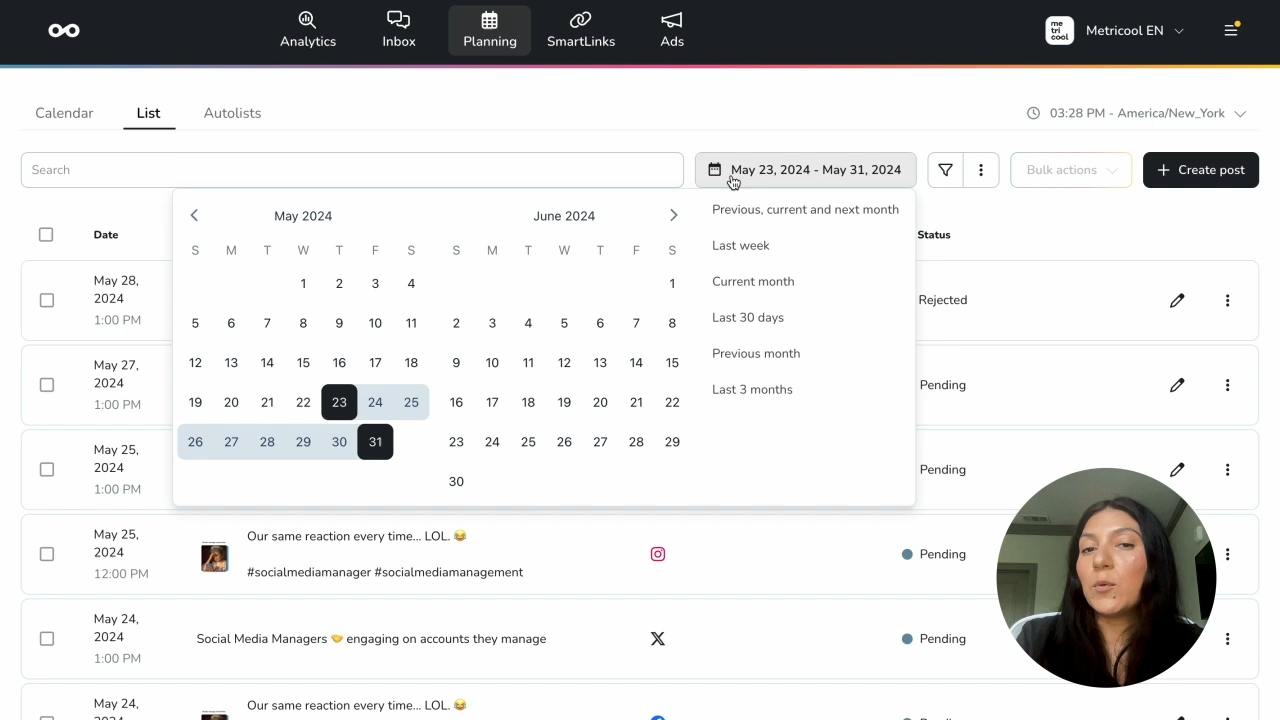 Analytics
Inbox
Planning
SmartLinks
Ads
me
tri
cool
Metricool EN
Calendar
List
Autolists
03:28 PM - America/New_York
Search
May 23, 2024 - May 31, 2024
Bulk actions
Create post
Date
Status
May 2024
S M T W T F S
1 2 3 4
5 6 7 8 9 10 11
12 13 14 15 16 17 18
19 20 21 22 23 24 25
26 27 28 29 30 31
June 2024
S M T W T F S
1
2 3 4 5 6 7 8
9 10 11 12 13 14 15
16 17 18 19 20 21 22
23 24 25 26 27 28 29
30
Previous, current and next month
Last week
Current month
Last 30 days
Previous month
Last 3 months
May 28,
2024
1:00 PM
Rejected
May 27,
2024
1:00 PM
Pending
May 25,
2024
1:00 PM
Pending
May 25,
2024
12:00 PM
Our same reaction every time... LOL. 😂
#socialmediamanager #socialmediamanagement
Pending
May 24,
2024
1:00 PM
Social Media Managers 🤝 engaging on accounts they manage
Pending
May 24,
Our same reaction every time... LOL. 😂